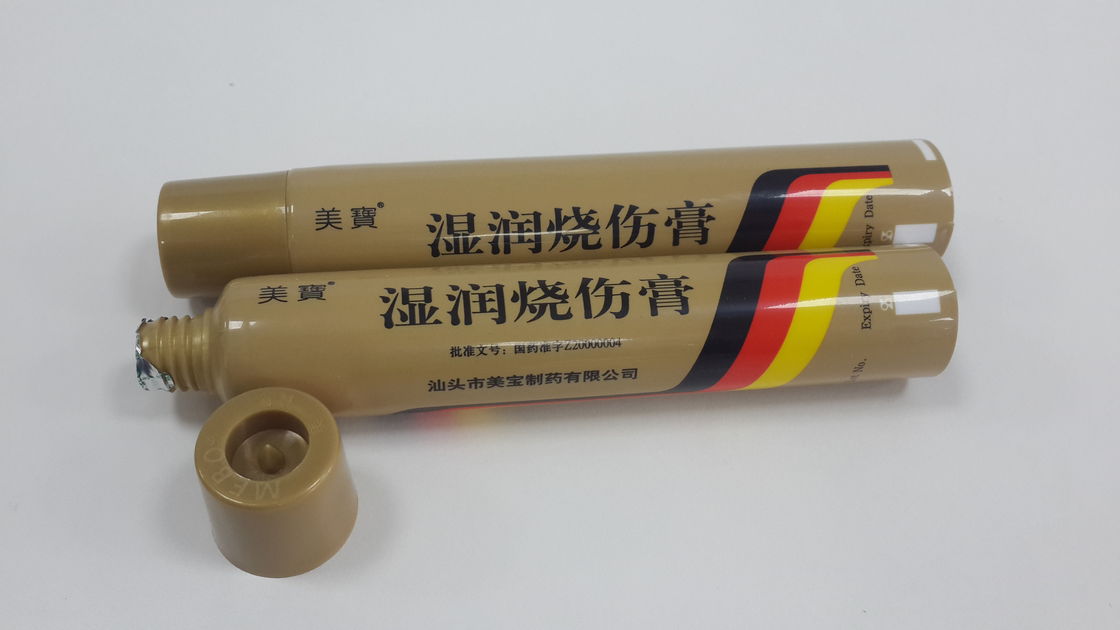 美寶®
湿润烧伤膏
Expiry Date
美寶®
湿润烧伤膏
批准文号：国药准字Z20000004
汕头市美宝制药有限公司
Expiry Date
No.
MEBO